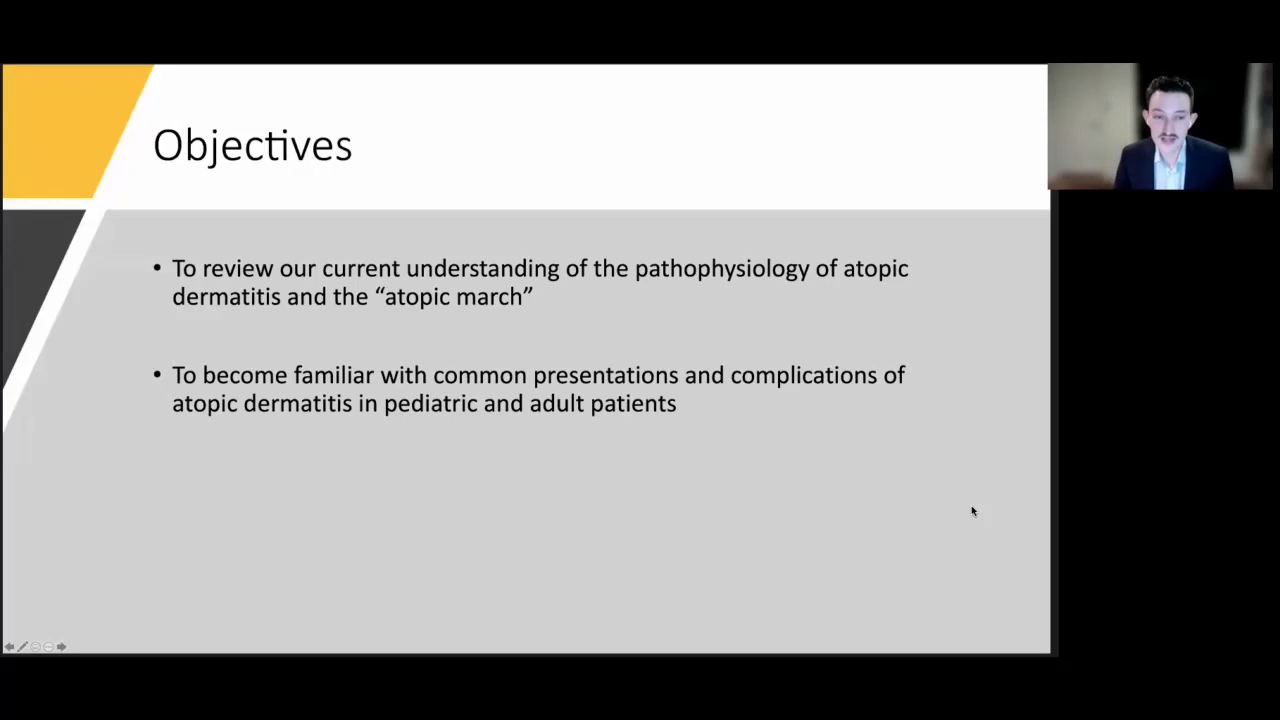 Objectives
• To review our current understanding of the pathophysiology of atopic
dermatitis and the “atopic march”
• To become familiar with common presentations and complications of
atopic dermatitis in pediatric and adult patients